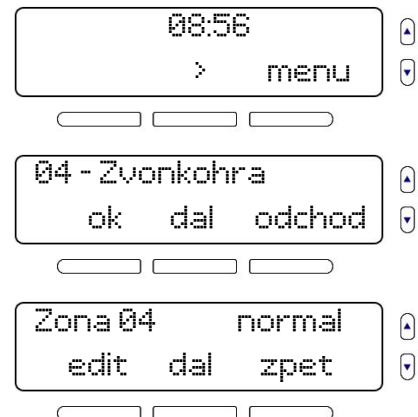 08:56
> menu
04 - Zvonkohra
ok dal odchod
Zona 04 normal
edit dal zpet